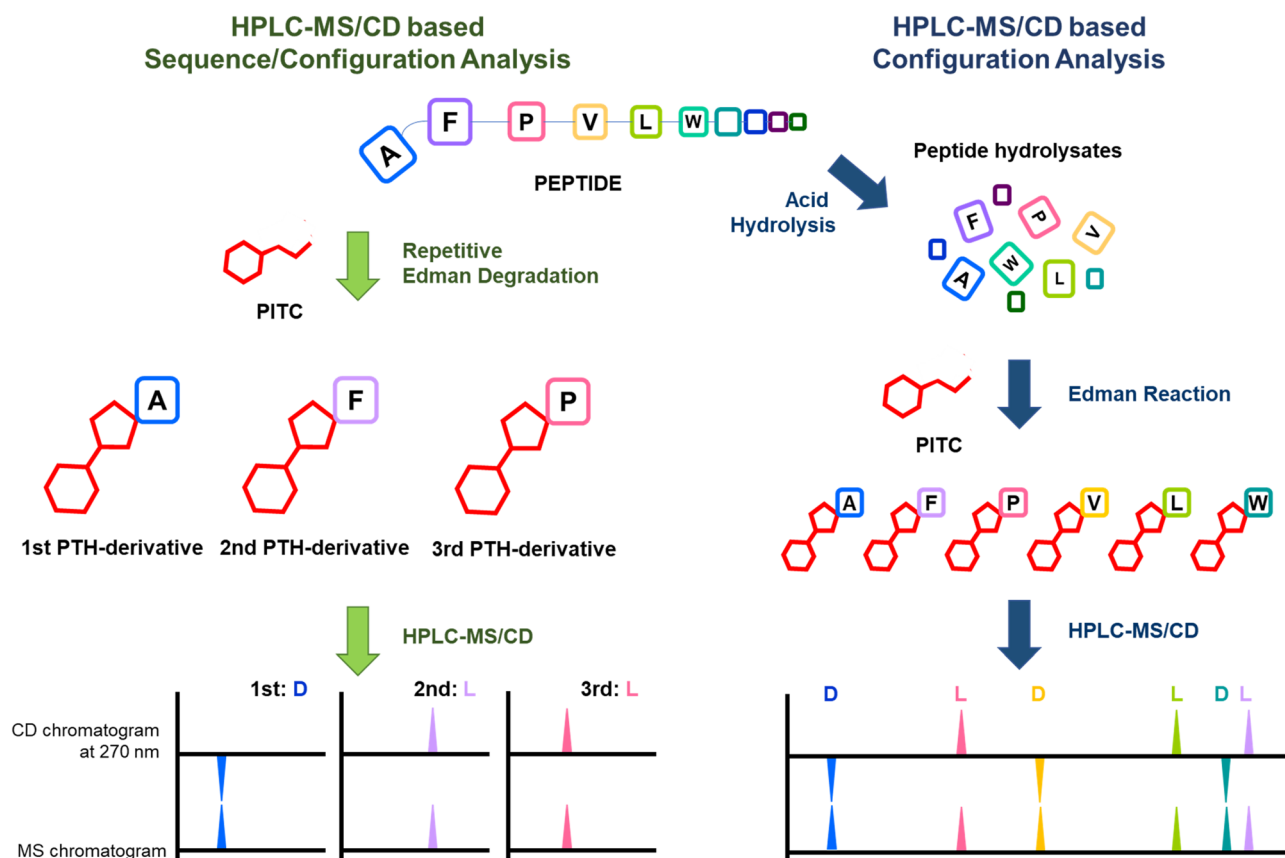 HPLC-MS/CD based
Sequence/Configuration Analysis
HPLC-MS/CD based
Configuration Analysis
A
F
P
V
L
W
PEPTIDE
Acid
Hydrolysis
Peptide hydrolysates
F
P
V
A
W
L
PITC
Repetitive
Edman Degradation
PITC
Edman Reaction
A
F
P
1st PTH-derivative
2nd PTH-derivative
3rd PTH-derivative
A
F
P
V
L
W
HPLC-MS/CD
HPLC-MS/CD
1st: D
2nd: L
3rd: L
CD chromatogram
at 270 nm
MS chromatogram
D
L
D
L
D
L